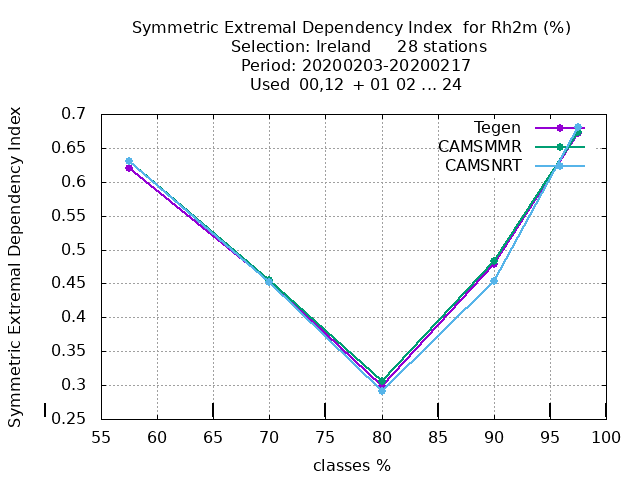 Symmetric Extremal Dependency Index  for Rh2m (%)
Selection: Ireland     28 stations
Period: 20200203-20200217
Used  00,12  + 01 02 ... 24
Symmetric Extremal Dependency Index
0.7
0.65
0.6
0.55
0.5
0.45
0.4
0.35
0.3
0.25
Tegen
CAMSMMR
CAMSNRT
55 60 65 70 75 80 85 90 95 100
classes %